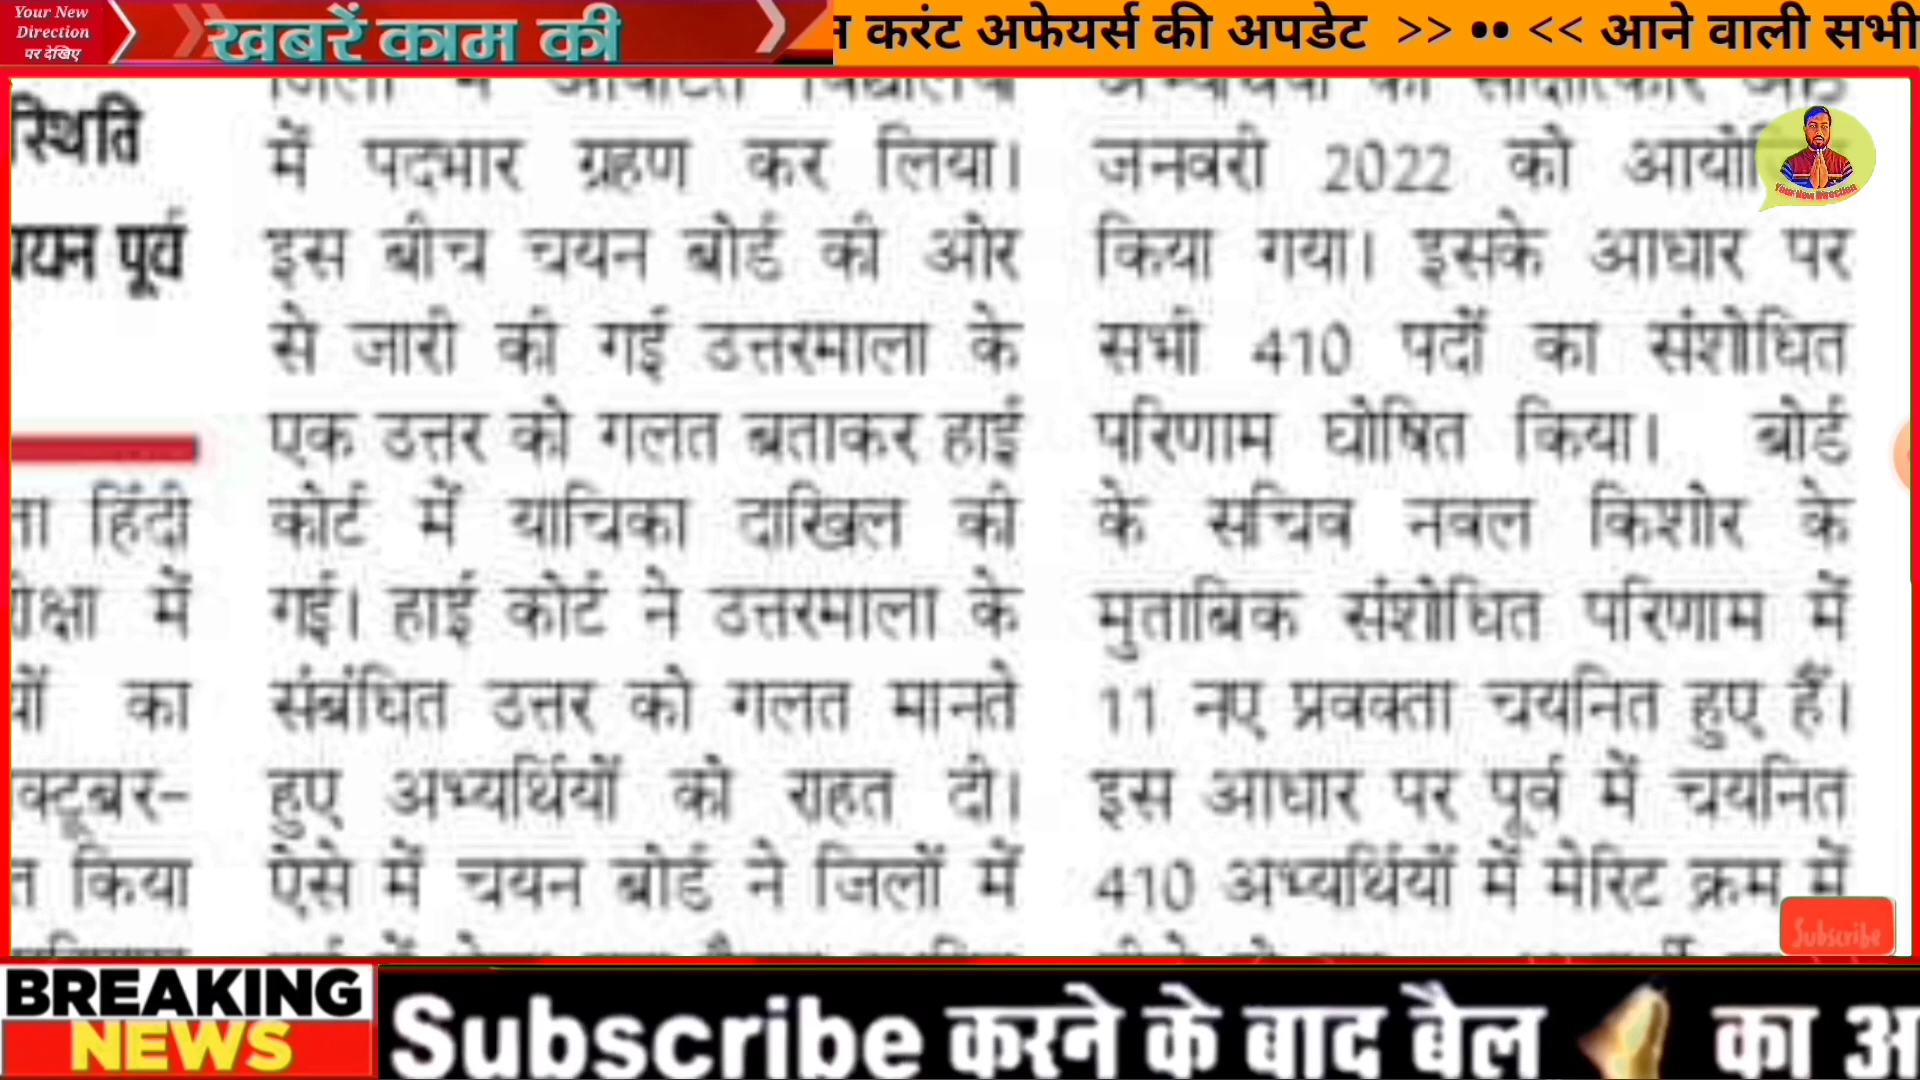 Your New
Direction
पर देखिए
खबरें काम की
करंट अफेयर्स की अपडेट >> •• << आने वाली सभी
स्थिति
पूर्व
हिंदी
में
का
किया
में पदभार ग्रहण कर लिया।
इस बीच चयन बोर्ड की ओर
से जारी की गई उत्तरमाला के
एक उत्तर को गलत बताकर हाई
कोर्ट में याचिका दाखिल की
गई। हाई कोर्ट ने उत्तरमाला के
संबंधित उत्तर को गलत मानते
हुए अभ्यर्थियों को राहत दी।
ऐसे में चयन बोर्ड ने जिलों में
जनवरी 2022 को
किया गया। इसके आधार पर
सभी 410 पदों का संशोधित
परिणाम घोषित किया। बोर्ड
के सचिव नवल किशोर के
मुताबिक संशोधित परिणाम में
11 नए प्रवक्ता चयनित हुए हैं।
इस आधार पर पूर्व में चयनित
410 अभ्यर्थियों में मेरिट क्रम में
Your New Direction
Subscribe
BREAKING
NEWS
Subscribe करने के बाद बैल का